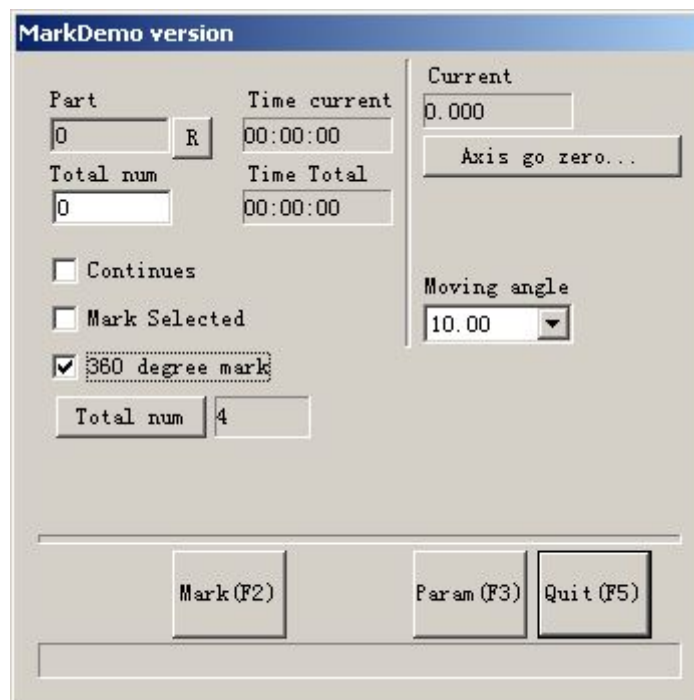 MarkDemo version
Part
0
R
Time current
00:00:00
Total num
0
Time Total
00:00:00
Continues
Mark Selected
360 degree mark
Total num
4
Current
0.000
Axis go zero...
Moving angle
10.00
Mark(F2)
Param(F3)
Quit(F5)